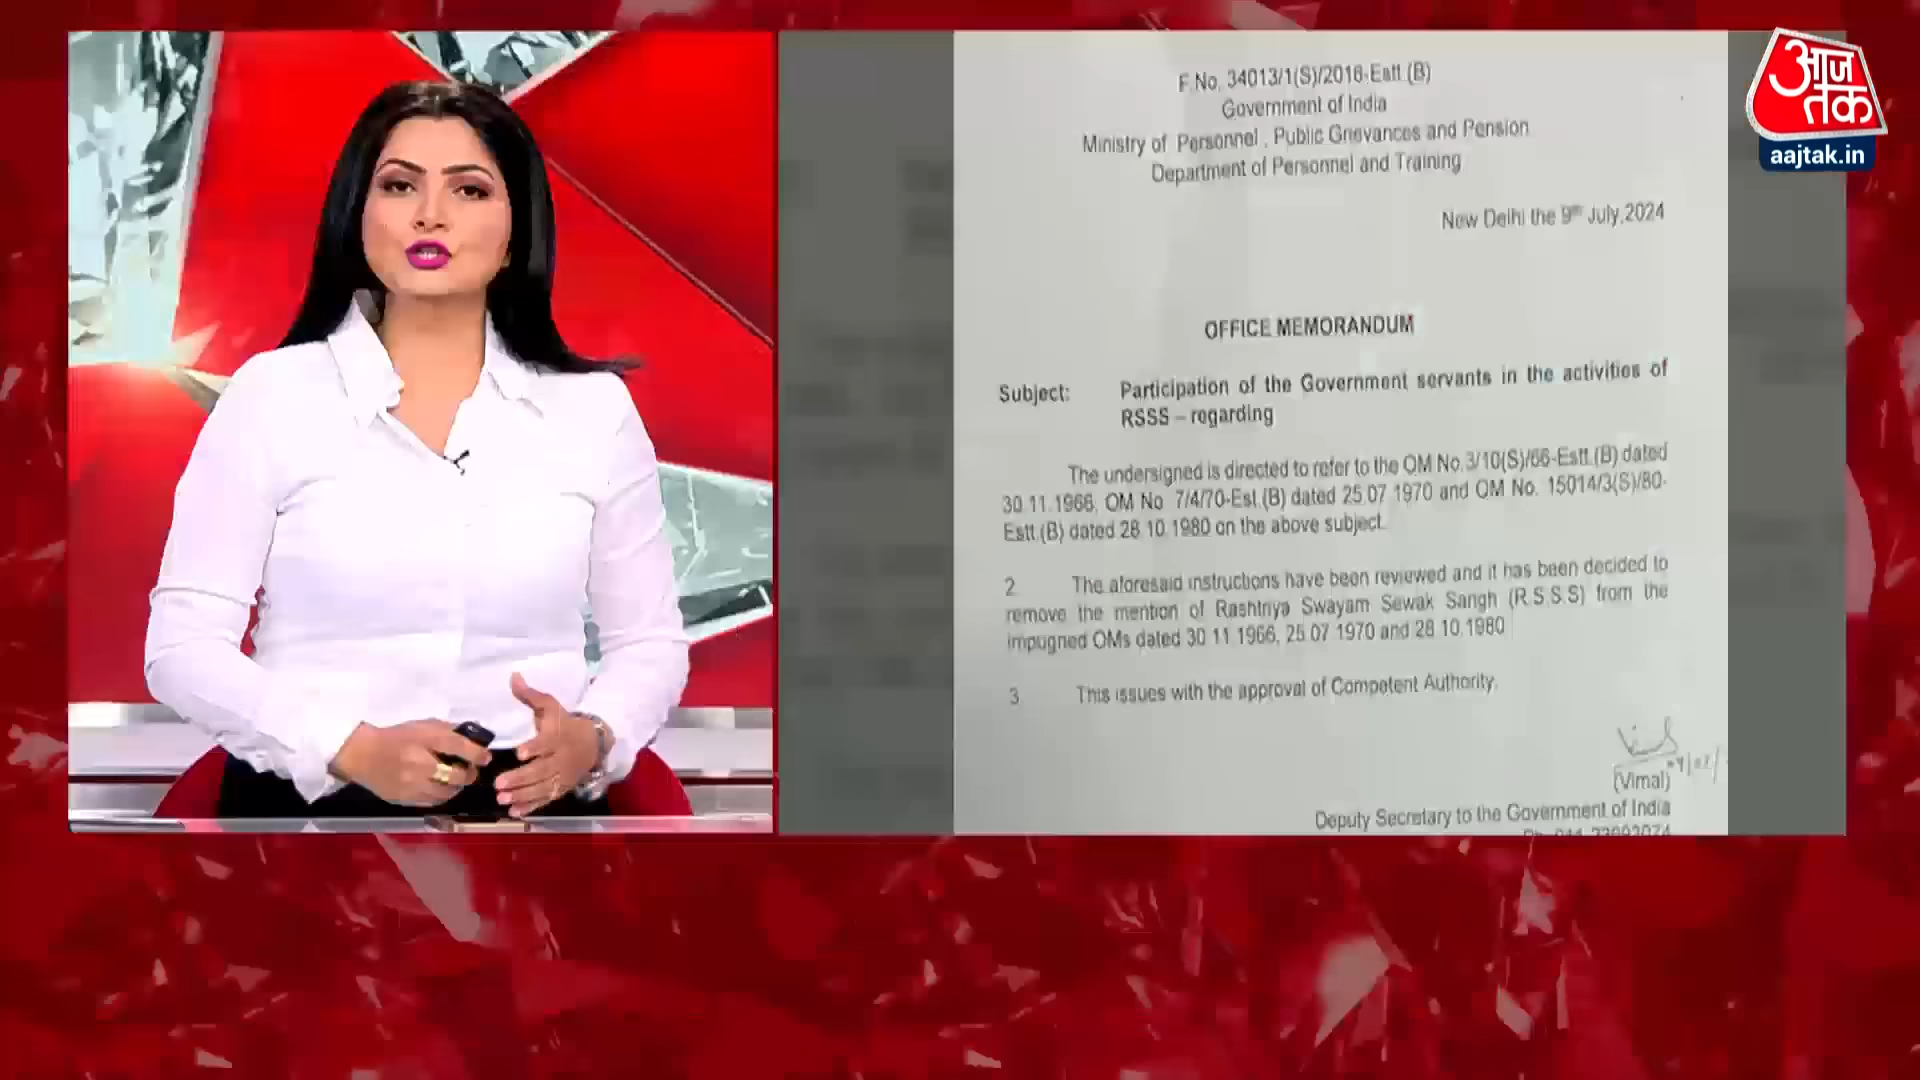 आज
तक
aajtak.in
F.No. 34013/1(S)/2016-Estt.(B)
Government of India
Ministry of Personnel, Public Grievances and Pension
Department of Personnel and Training
New Delhi the 9th July, 2024
OFFICE MEMORANDUM
Subject: Participation of the Government servants in the activities of
RSSS – regarding
The undersigned is directed to refer to the OM No.3/10(S)/66-Estt.(B) dated
30.11.1966, OM No. 7/4/70-Est.(B) dated 25.07.1970 and OM No. 15014/3(S)/80-
Estt.(B) dated 28.10.1980 on the above subject.
2. The aforesaid instructions have been reviewed and it has been decided to
remove the mention of Rashtriya Swayam Sewak Sangh (R.S.S.S) from the
impugned OMs dated 30.11.1966, 25.07.1970 and 28.10.1980
3. This issues with the approval of Competent Authority.
(Vimal)
Deputy Secretary to the Government of India